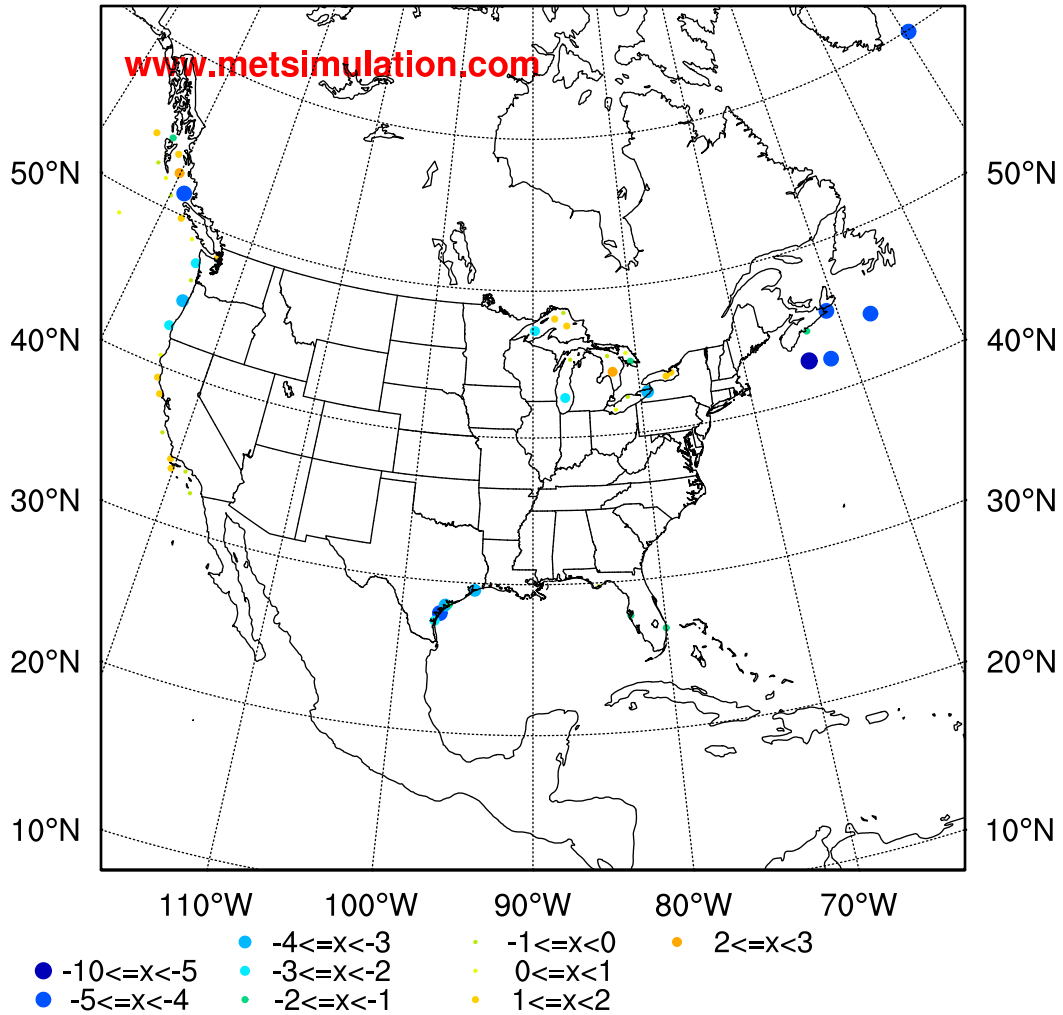 www.metsimulation.com
50°N 50°N
40°N 40°N
30°N 30°N
20°N 20°N
10°N 10°N
110°W 100°W 90°W 80°W 70°W
-4<=x<-3 -1<=x<0 2<=x<3
-10<=x<-5 -3<=x<-2 0<=x<1
-5<=x<-4 -2<=x<-1 1<=x<2